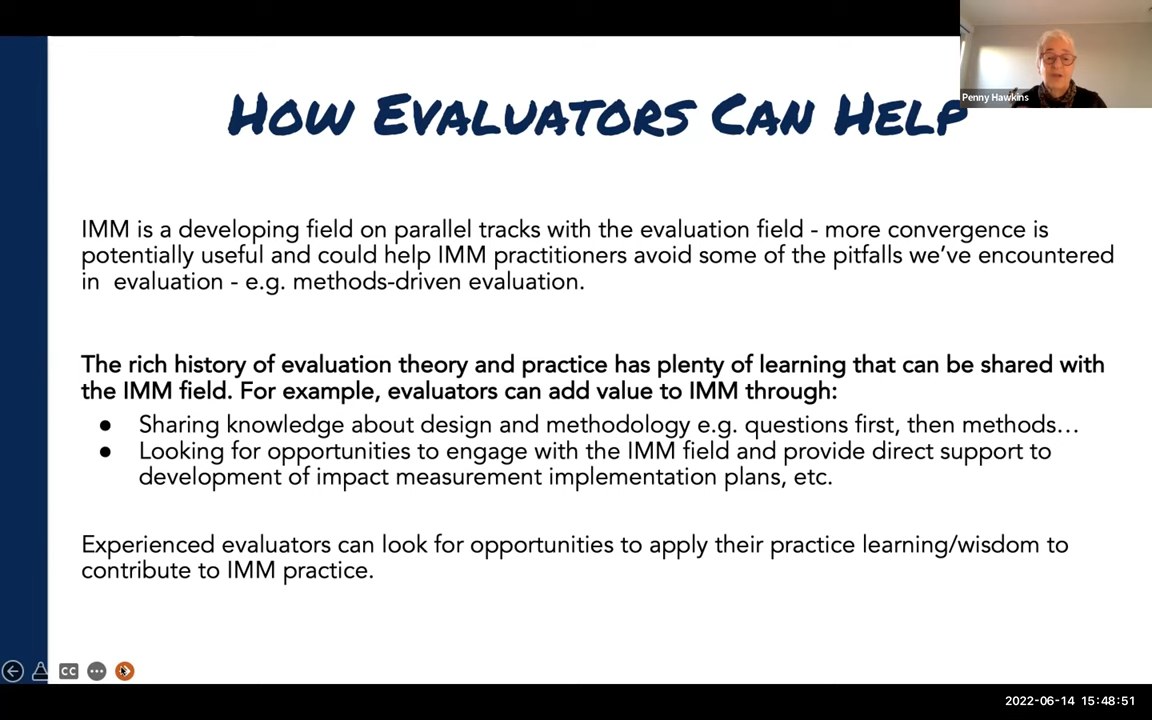 Penny Hawkins
HOW EVALUATORS CAN HELP
IMM is a developing field on parallel tracks with the evaluation field - more convergence is
potentially useful and could help IMM practitioners avoid some of the pitfalls we’ve encountered
in  evaluation - e.g. methods-driven evaluation.
The rich history of evaluation theory and practice has plenty of learning that can be shared with
the IMM field. For example, evaluators can add value to IMM through:
● Sharing knowledge about design and methodology e.g. questions first, then methods…
● Looking for opportunities to engage with the IMM field and provide direct support to
development of impact measurement implementation plans, etc.
Experienced evaluators can look for opportunities to apply their practice learning/wisdom to
contribute to IMM practice.
CC
2022-06-14 15:48:51